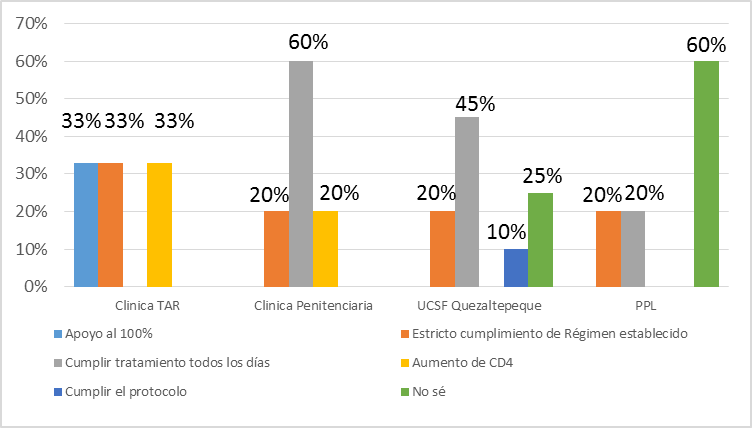 70%
60%
50%
40%
30%
20%
10%
0%
33% 33% 33%
20% 60% 20%
20% 45% 10% 25%
20% 20% 60%
Clinica TAR Clinica Penitenciaria UCSF Quezaltepeque PPL
Apoyo al 100% Estricto cumplimiento de Régimen establecido
Cumplir tratamiento todos los días Aumento de CD4
Cumplir el protocolo No sé